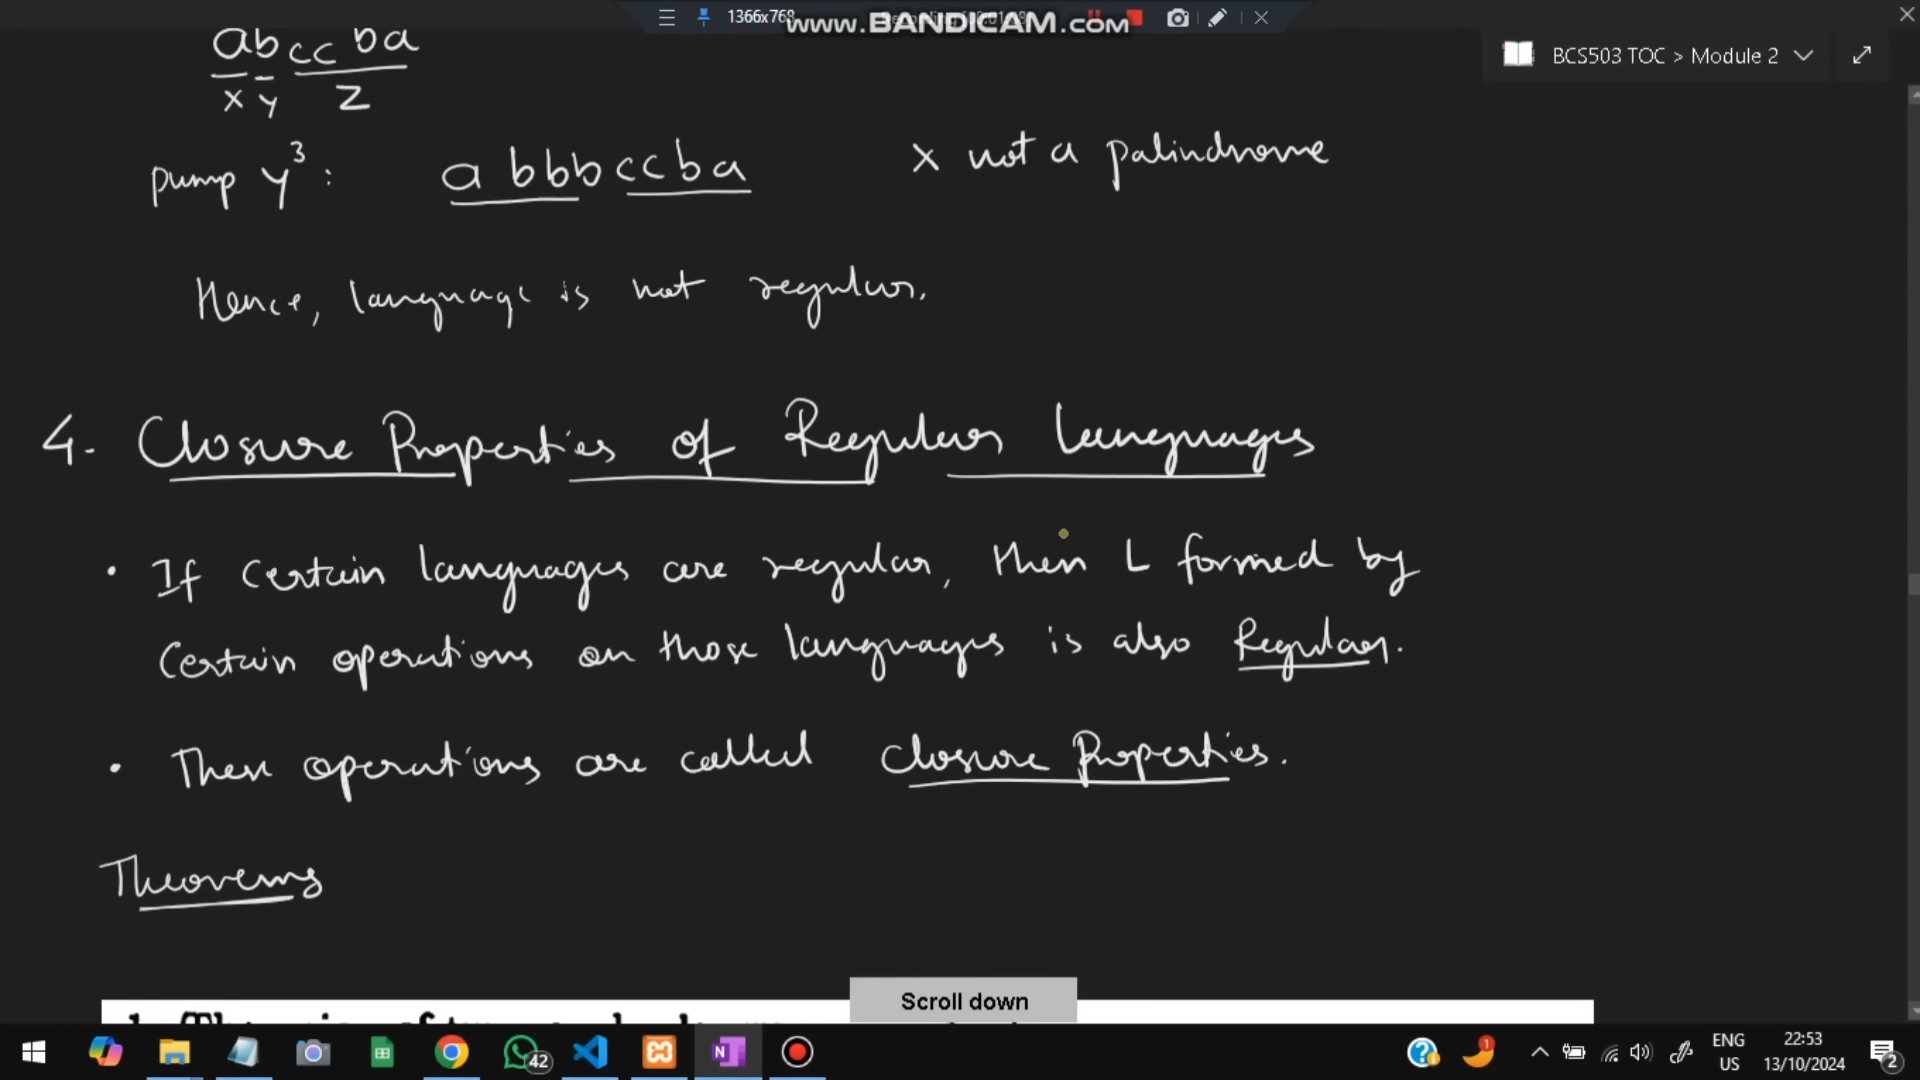 1366x768
www.BANDICAM.com
BCS503 TOC > Module 2
abccba
x y z
pump y³ : abbbccba x not a palindrome
Hence, language is not regular.
4. Closure Properties of Regular languages
• If certain languages are regular, then L formed by
certain operations on those languages is also Regular.
• These operations are called closure Properties.
Theorems
Scroll down
42
1
ENG
US
22:53
13/10/2024
2